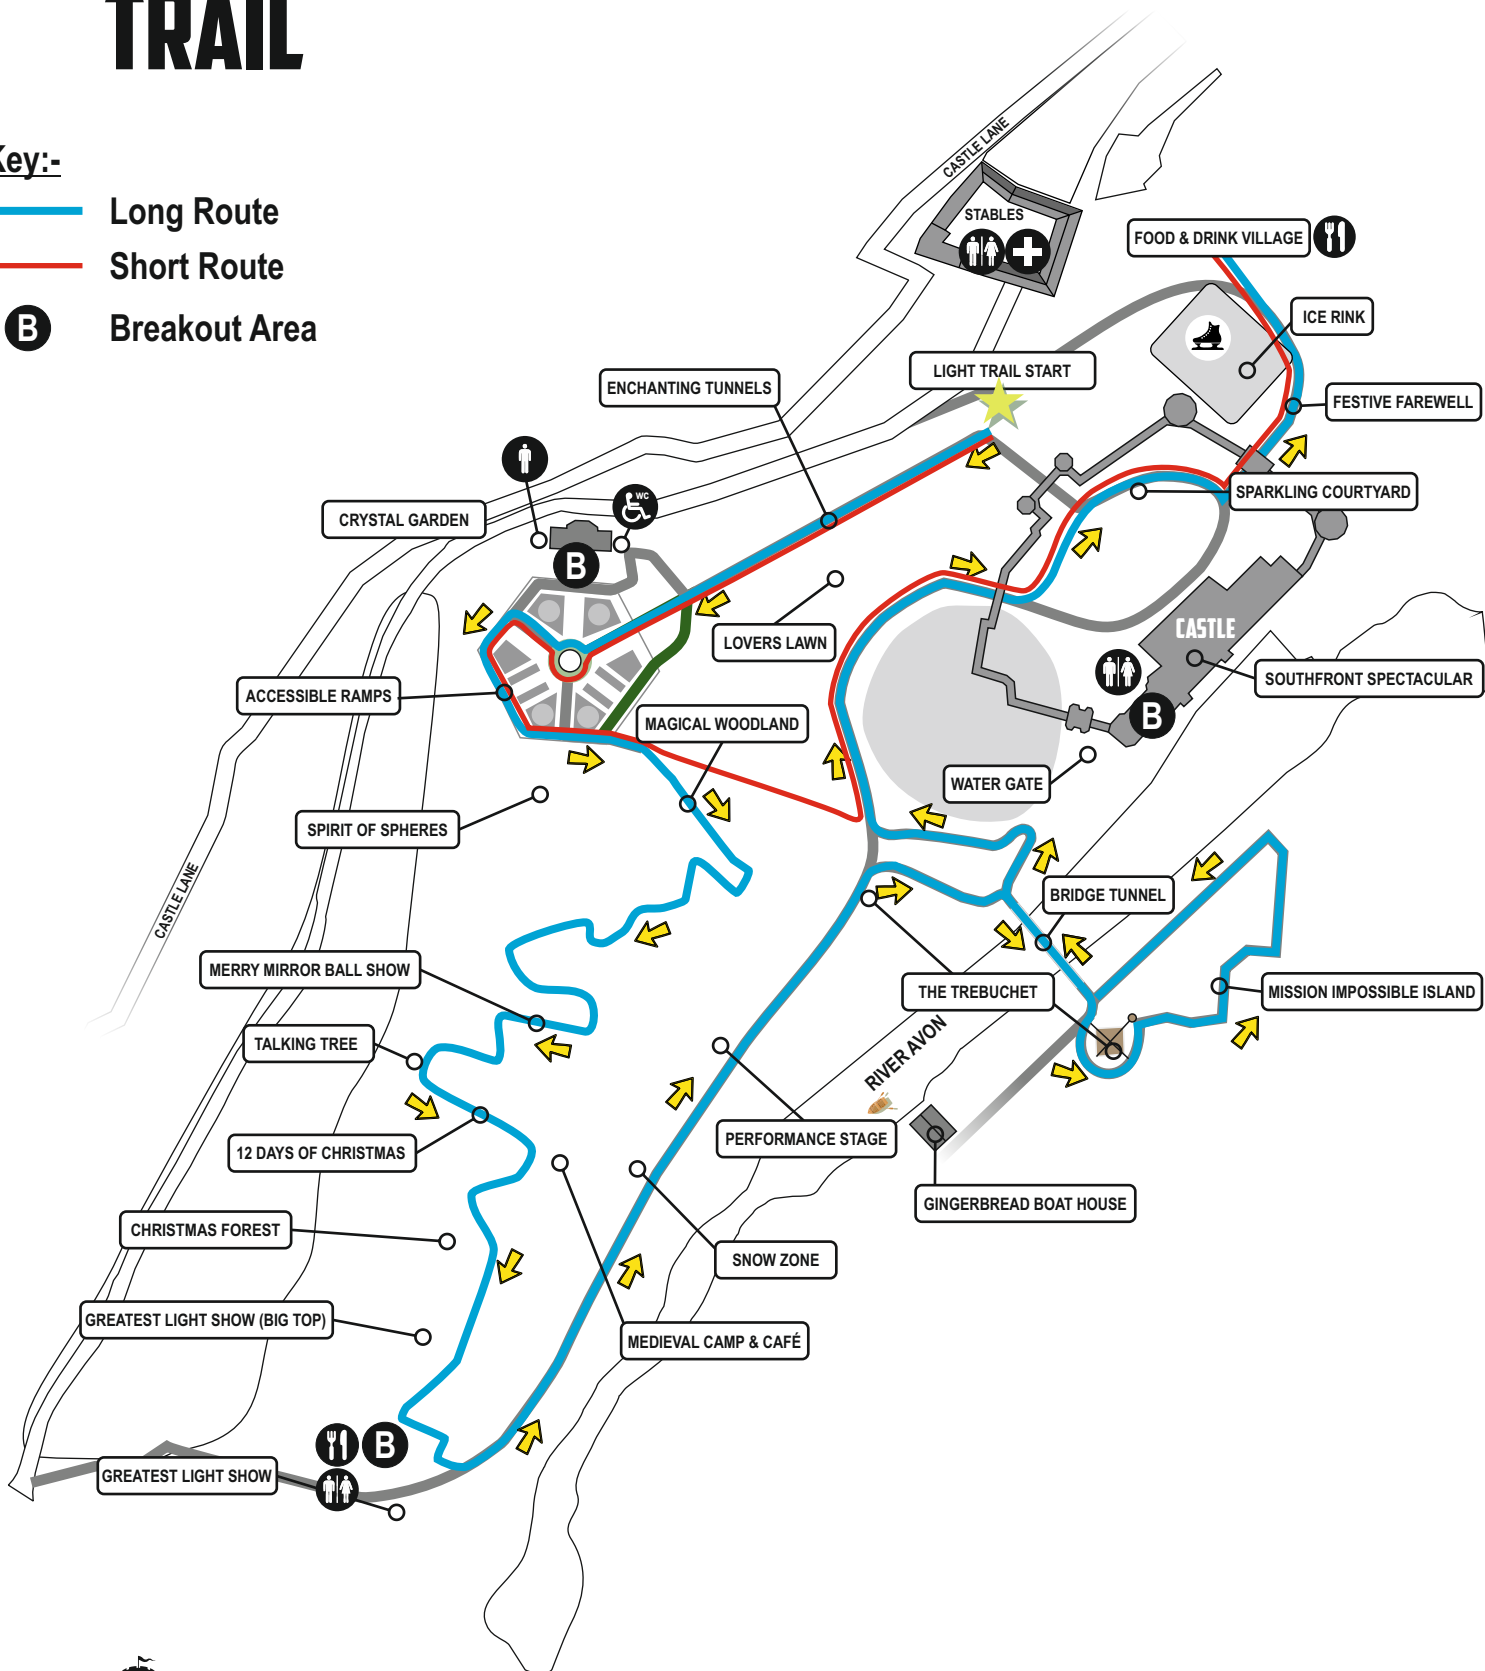 TRAIL
Key:-
Long Route
Short Route
B Breakout Area
CASTLE LANE
STABLES
FOOD & DRINK VILLAGE
ICE RINK
LIGHT TRAIL START
ENCHANTING TUNNELS
FESTIVE FAREWELL
SPARKLING COURTYARD
WC
CRYSTAL GARDEN
B
LOVERS LAWN
CASTLE
SOUTHFRONT SPECTACULAR
ACCESSIBLE RAMPS
MAGICAL WOODLAND
B
WATER GATE
SPIRIT OF SPHERES
CASTLE LANE
BRIDGE TUNNEL
MERRY MIRROR BALL SHOW
THE TREBUCHET
MISSION IMPOSSIBLE ISLAND
TALKING TREE
RIVER AVON
PERFORMANCE STAGE
12 DAYS OF CHRISTMAS
GINGERBREAD BOAT HOUSE
CHRISTMAS FOREST
SNOW ZONE
GREATEST LIGHT SHOW (BIG TOP)
MEDIEVAL CAMP & CAFÉ
B
GREATEST LIGHT SHOW